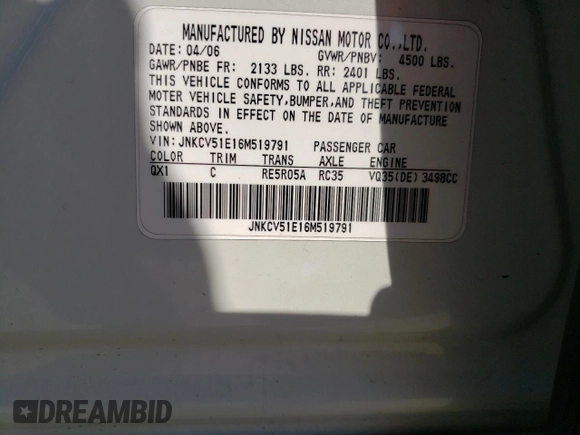 MANUFACTURED BY NISSAN MOTOR CO.,LTD.
DATE: 04/06 GVWR/PNBV: 4500 LBS.
GAWR/PNBE FR: 2133 LBS. RR: 2401 LBS.
THIS VEHICLE CONFORMS TO ALL APPLICABLE FEDERAL
MOTER VEHICLE SAFETY,BUMPER,AND THEFT PREVENTION
STANDARDS IN EFFECT ON THE DATE OF MANUFACTURE
SHOWN ABOVE.
VIN: JNKCV51E16M519791 PASSENGER CAR
COLOR TRIM TRANS AXLE ENGINE
QX1 C RE5R05A RC35 VQ35(DE) 3498CC
JNKCV51E16M519791
DREAMBID